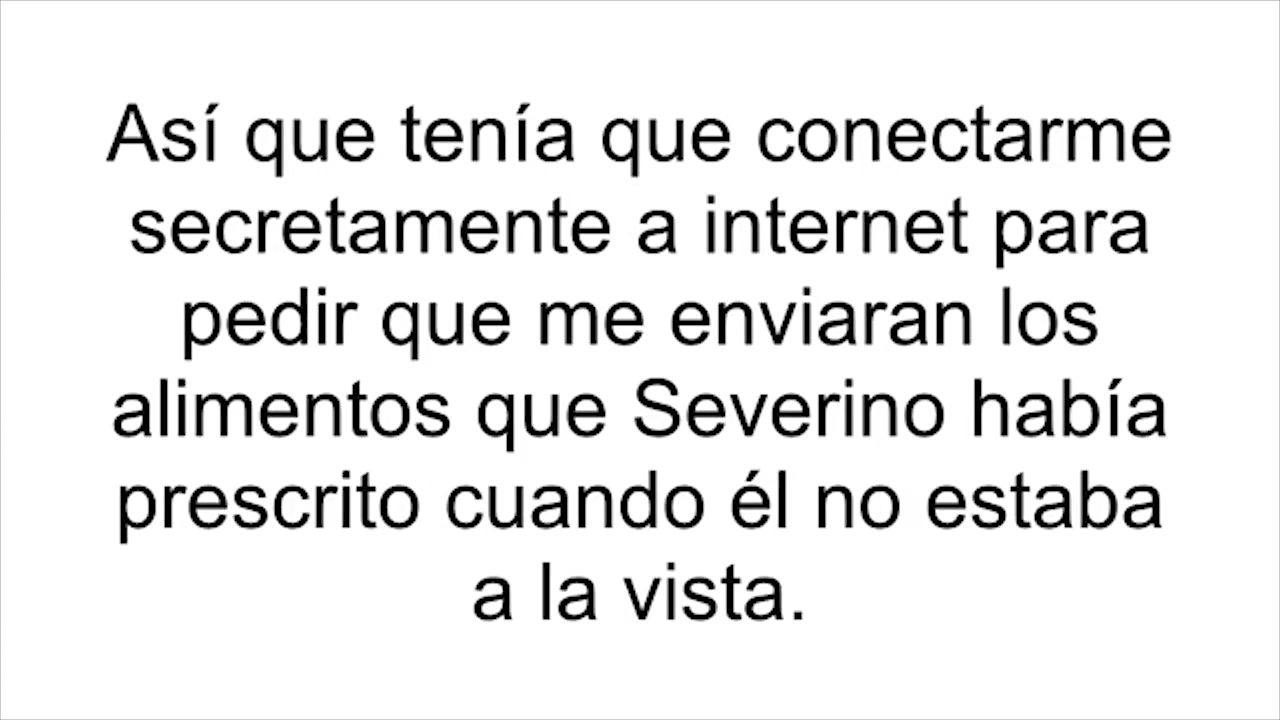 Así que tenía que conectarme
secretamente a internet para
pedir que me enviaran los
alimentos que Severino había
prescrito cuando él no estaba
a la vista.